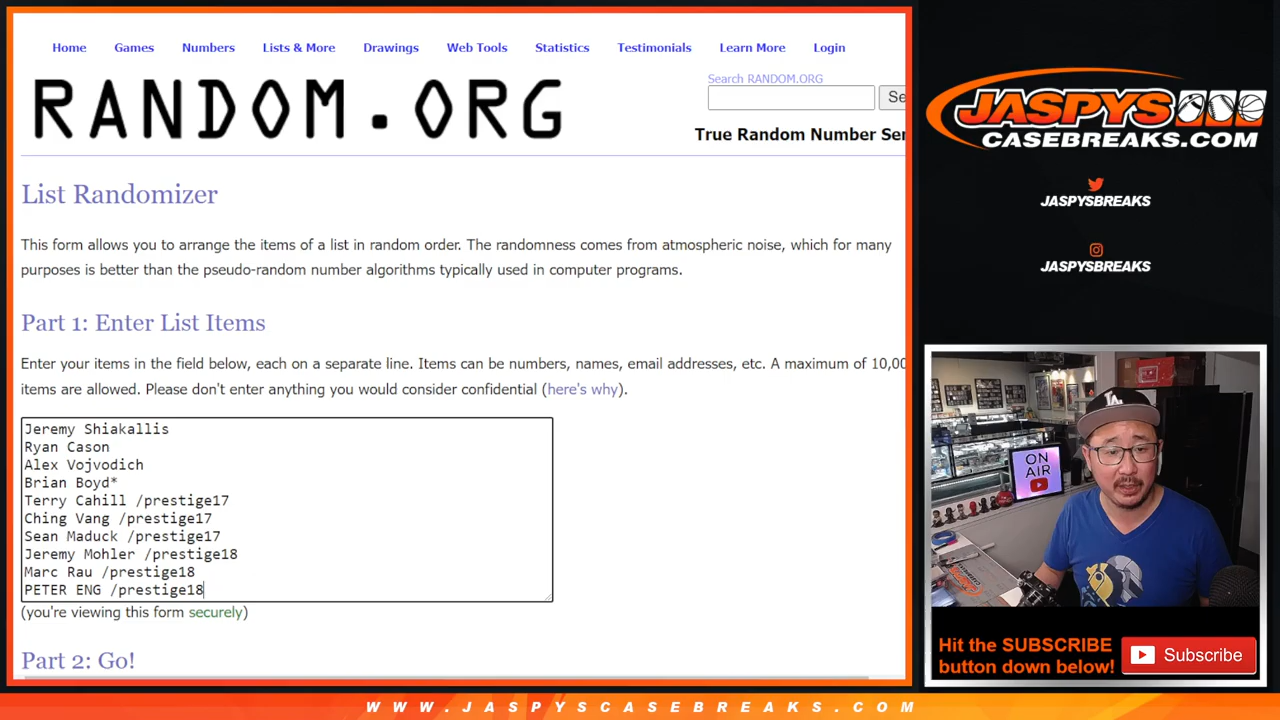 Home Games Numbers Lists & More Drawings Web Tools Statistics Testimonials Learn More Login
RANDOM.ORG
Search RANDOM.ORG
Se
True Random Number Ser
List Randomizer
This form allows you to arrange the items of a list in random order. The randomness comes from atmospheric noise, which for many
purposes is better than the pseudo-random number algorithms typically used in computer programs.
Part 1: Enter List Items
Enter your items in the field below, each on a separate line. Items can be numbers, names, email addresses, etc. A maximum of 10,00
items are allowed. Please don't enter anything you would consider confidential (here's why).
Jeremy Shiakallis
Ryan Cason
Alex Vojvodich
Brian Boyd*
Terry Cahill /prestige17
Ching Vang /prestige17
Sean Maduck /prestige17
Jeremy Mohler /prestige18
Marc Rau /prestige18
PETER ENG /prestige18
(you're viewing this form securely)
Part 2: Go!
JASPYS
CASEBREAKS.COM
JASPYSBREAKS
JASPYSBREAKS
ON
AIR
LA
Hit the SUBSCRIBE
button down below!
Subscribe
WWW.JASPYSCASEBREAKS.COM